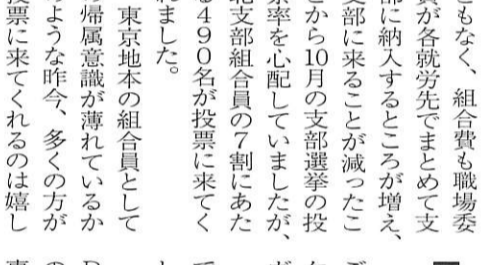 ともなく、組合費も職場委
員が各就労先でまとめて支
部に納入するところが増え、
支部に来ることが減ったこ
とから10月の支部選挙の投
票率を心配していましたが、
北支部組合員の7割にあた
る490名が投票に来てく
れました。
東京地本の組合員として
の帰属意識が薄れているか
のような昨今、多くの方が
投票に来てくれるのは嬉し